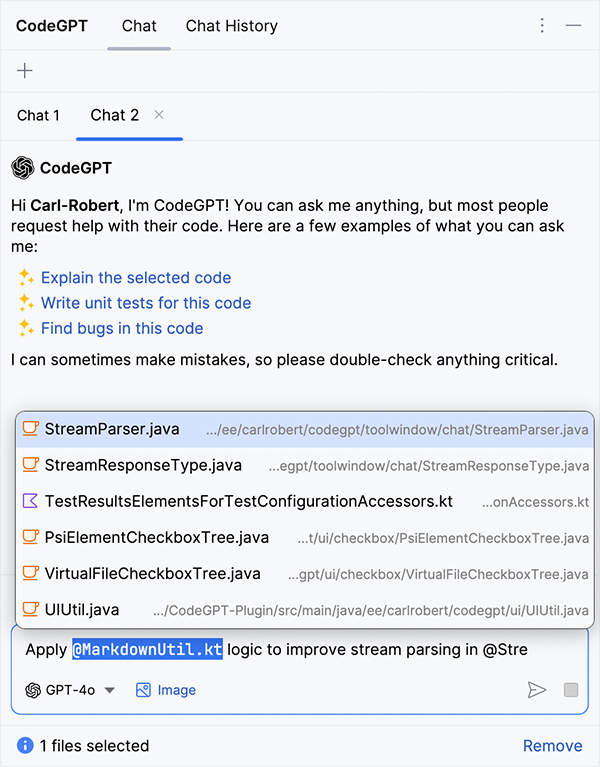 CodeGPT Chat Chat History
Chat 1 Chat 2
CodeGPT
Hi Carl-Robert, I'm CodeGPT! You can ask me anything, but most people
request help with their code. Here are a few examples of what you can ask
me:
Explain the selected code
Write unit tests for this code
Find bugs in this code
I can sometimes make mistakes, so please double-check anything critical.
StreamParser.java .../ee/carlrobert/codegpt/toolwindow/chat/StreamParser.java
StreamResponseType.java ...egpt/toolwindow/chat/StreamResponseType.java
TestResultsElementsForTestConfigurationAccessors.kt ...onAccessors.kt
PsiElementCheckboxTree.java ...t/ui/checkbox/PsiElementCheckboxTree.java
VirtualFileCheckboxTree.java ...gpt/ui/checkbox/VirtualFileCheckboxTree.java
UIUtil.java .../CodeGPT-Plugin/src/main/java/ee/carlrobert/codegpt/ui/UIUtil.java
Apply @MarkdownUtil.kt logic to improve stream parsing in @Stre
GPT-4o Image
1 files selected Remove